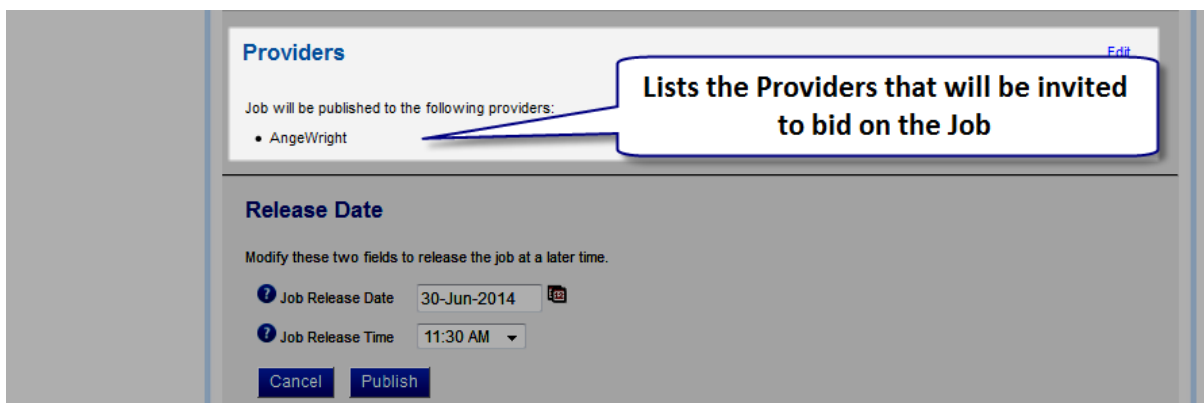 Providers
Edit
Lists the Providers that will be invited
to bid on the Job
Job will be published to the following providers:
• AngeWright
Release Date
Modify these two fields to release the job at a later time.
? Job Release Date 30-Jun-2014
? Job Release Time 11:30 AM
Cancel Publish